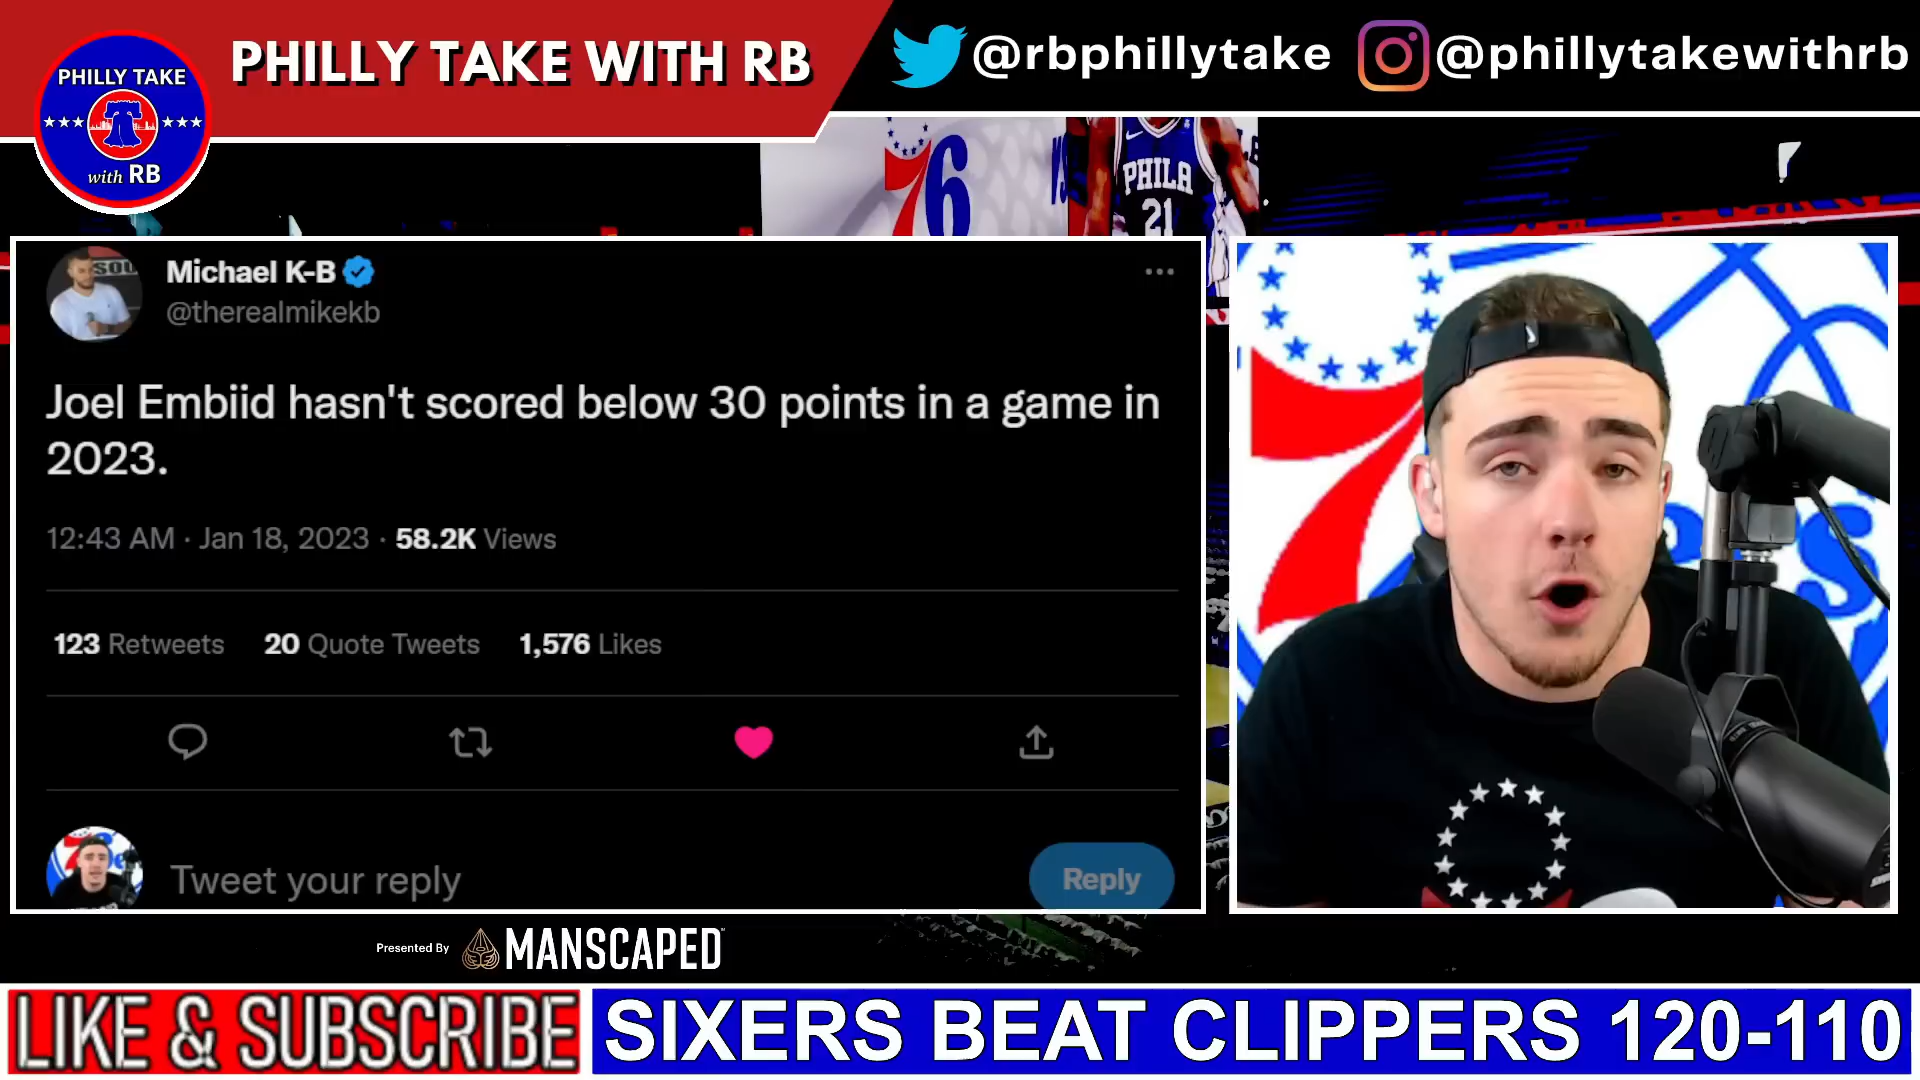 PHILLY TAKE
with RB
PHILLY TAKE WITH RB
@rbphillytake
@phillytakewithrb
76
PHILA
21
Michael K-B
@therealmikekb
Joel Embiid hasn't scored below 30 points in a game in
2023.
12:43 AM · Jan 18, 2023 · 58.2K Views
123 Retweets 20 Quote Tweets 1,576 Likes
Tweet your reply
Reply
Presented By
MANSCAPED
LIKE & SUBSCRIBE
SIXERS BEAT CLIPPERS 120-110